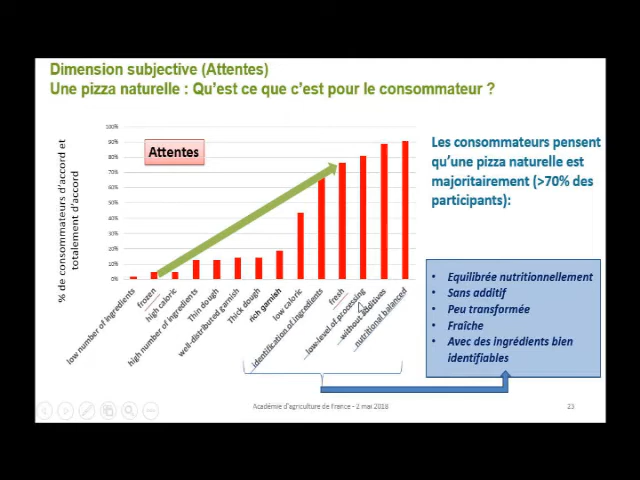 Dimension subjective (Attentes)
Une pizza naturelle : Qu'est ce que c'est pour le consommateur ?
% de consommateurs d'accord et
totalement d'accord
100%
90%
80%
70%
60%
50%
40%
30%
20%
10%
0%
Attentes
low number of ingredients
frozen
high caloric
high number of ingredients
Thin dough
well-distributed garnish
Thick dough
rich garnish
low caloric
identification of ingredients
fresh
low-level of processing
without additives
nutritional balanced
Les consommateurs pensent
qu'une pizza naturelle est
majoritairement (>70% des
participants):
• Equilibrée nutritionnellement
• Sans additif
• Peu transformée
• Fraîche
• Avec des ingrédients bien
identifiables
Académie d'agriculture de France - 2 mai 2018
23